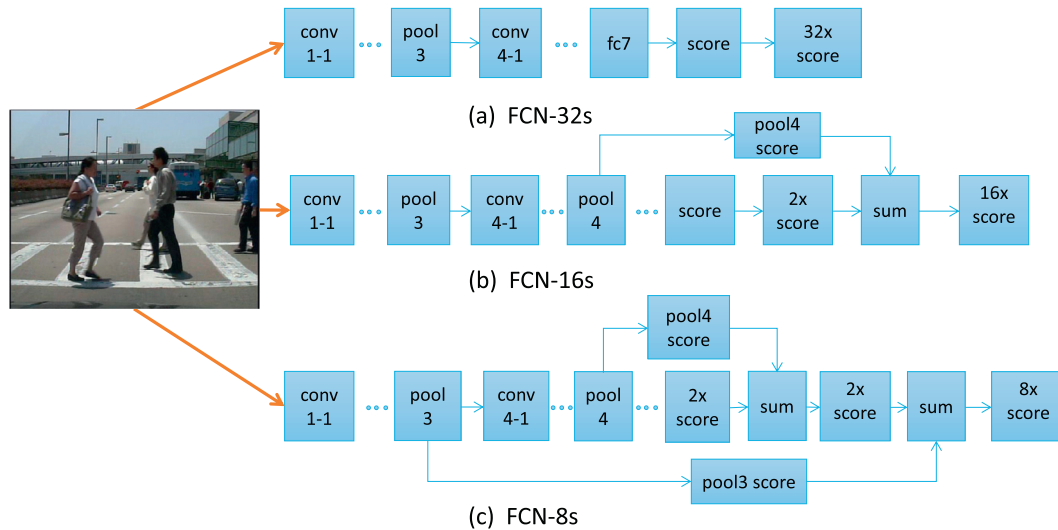 conv
1-1
pool
3
conv
4-1
fc7
score
32x
score
(a) FCN-32s
pool4
score
conv
1-1
pool
3
conv
4-1
pool
4
score
2x
score
sum
16x
score
(b) FCN-16s
pool4
score
conv
1-1
pool
3
conv
4-1
pool
4
2x
score
sum
2x
score
sum
8x
score
pool3 score
(c) FCN-8s